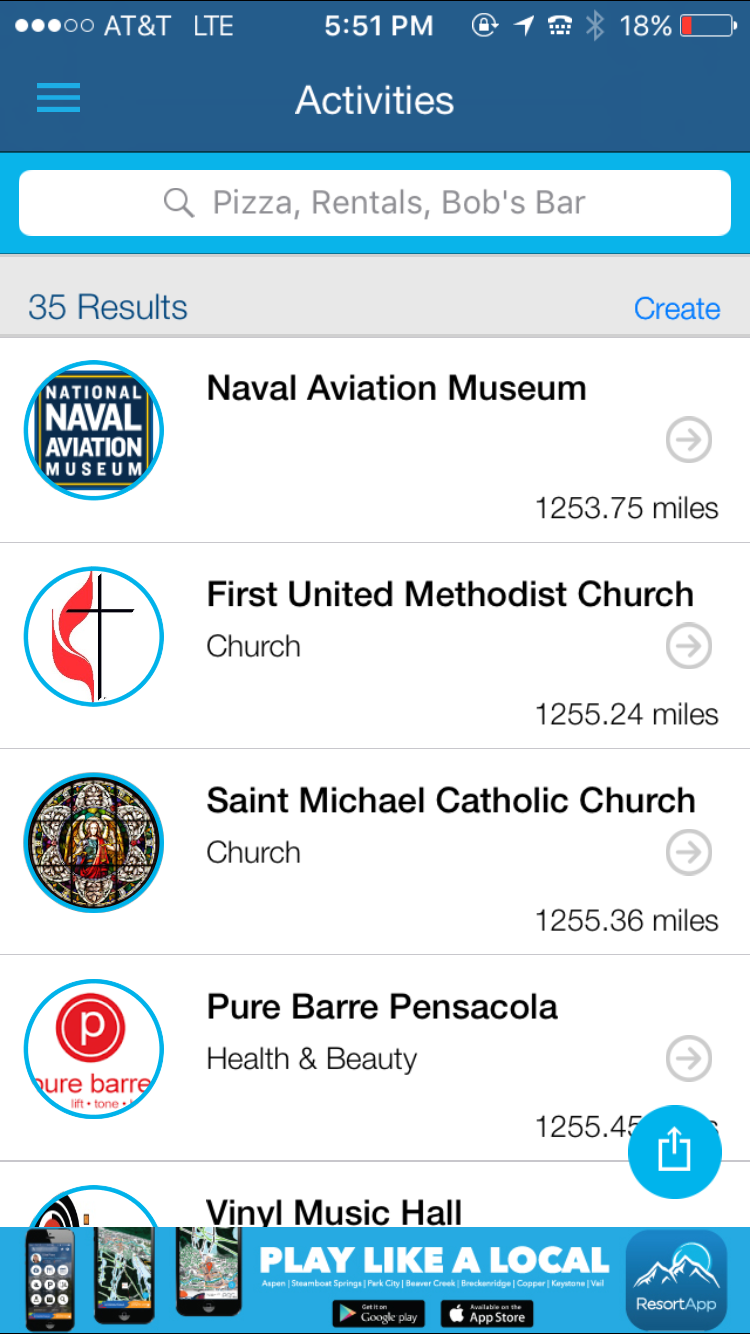 AT&T LTE 5:51 PM 18%
Activities
Pizza, Rentals, Bob's Bar
35 Results Create
NATIONAL
NAVAL
AVIATION
MUSEUM
Naval Aviation Museum
1253.75 miles
First United Methodist Church
Church
1255.24 miles
Saint Michael Catholic Church
Church
1255.36 miles
p
pure barre
lift • tone •
Pure Barre Pensacola
Health & Beauty
1255.45
Vinyl Music Hall
PLAY LIKE A LOCAL
Aspen | Steamboat Springs | Park City | Beaver Creek | Breckenridge | Copper | Keystone | Vail
Get it on
Google play
Available on the
App Store
ResortApp